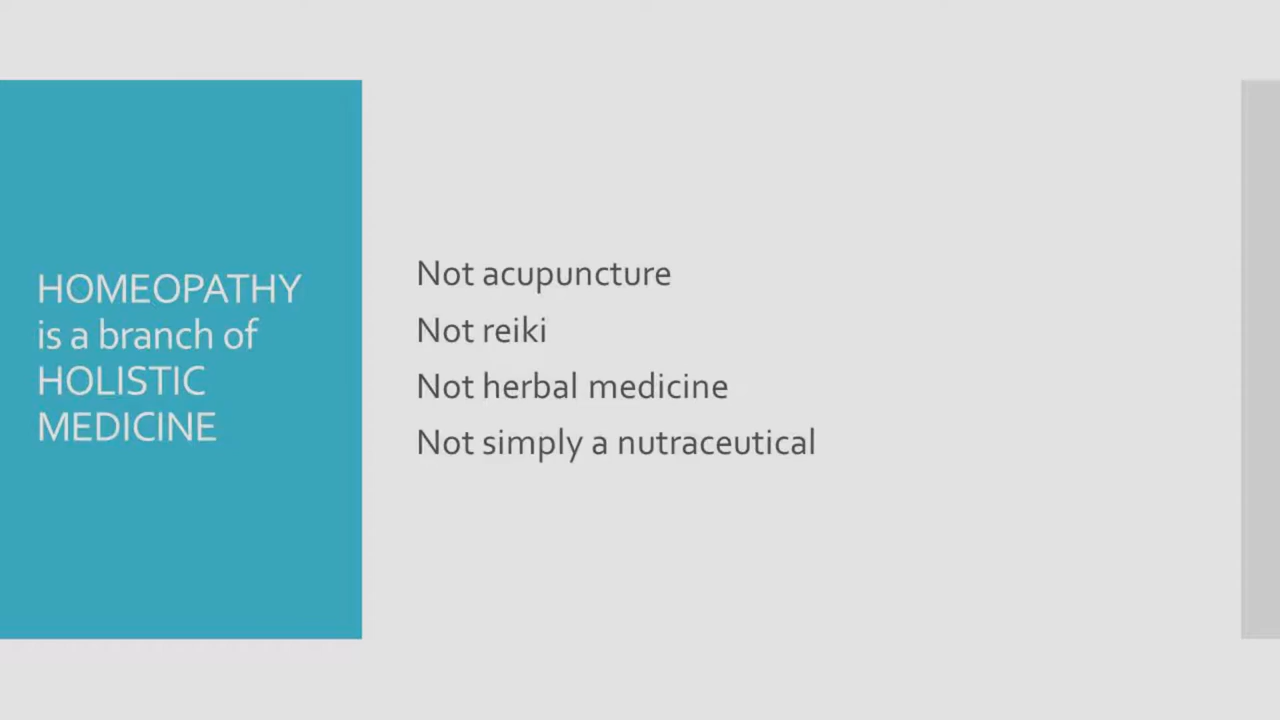 HOMEOPATHY
is a branch of
HOLISTIC
MEDICINE
Not acupuncture
Not reiki
Not herbal medicine
Not simply a nutraceutical